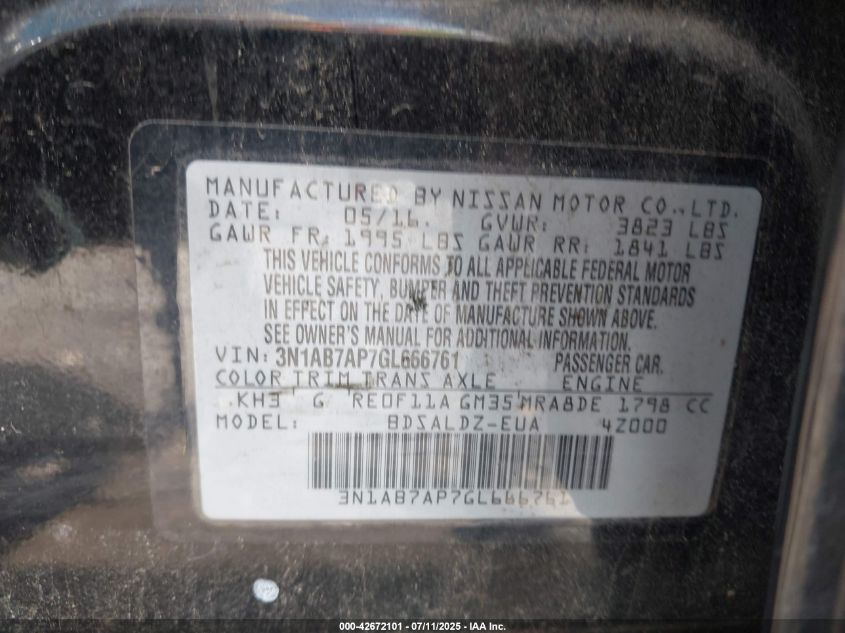 MANUFACTURED BY NISSAN MOTOR CO.,LTD.
DATE: 05/16. GVWR: 3823 LBS
GAWR FR: 1995 LBS GAWR RR: 1841 LBS
THIS VEHICLE CONFORMS TO ALL APPLICABLE FEDERAL MOTOR
VEHICLE SAFETY, BUMPER AND THEFT PREVENTION STANDARDS
IN EFFECT ON THE DATE OF MANUFACTURE SHOWN ABOVE.
SEE OWNER'S MANUAL FOR ADDITIONAL INFORMATION.
VIN: 3N1AB7AP7GL666761 PASSENGER CAR.
COLOR TRIM TRANS AXLE ENGINE
KH3 G RE0F11A GM35 MRA8DE 1798 CC
MODEL: BDSALDZ-EUA 4Z000
3N1AB7AP7GL666761
000-42672101 - 07/11/2025 - IAA Inc.